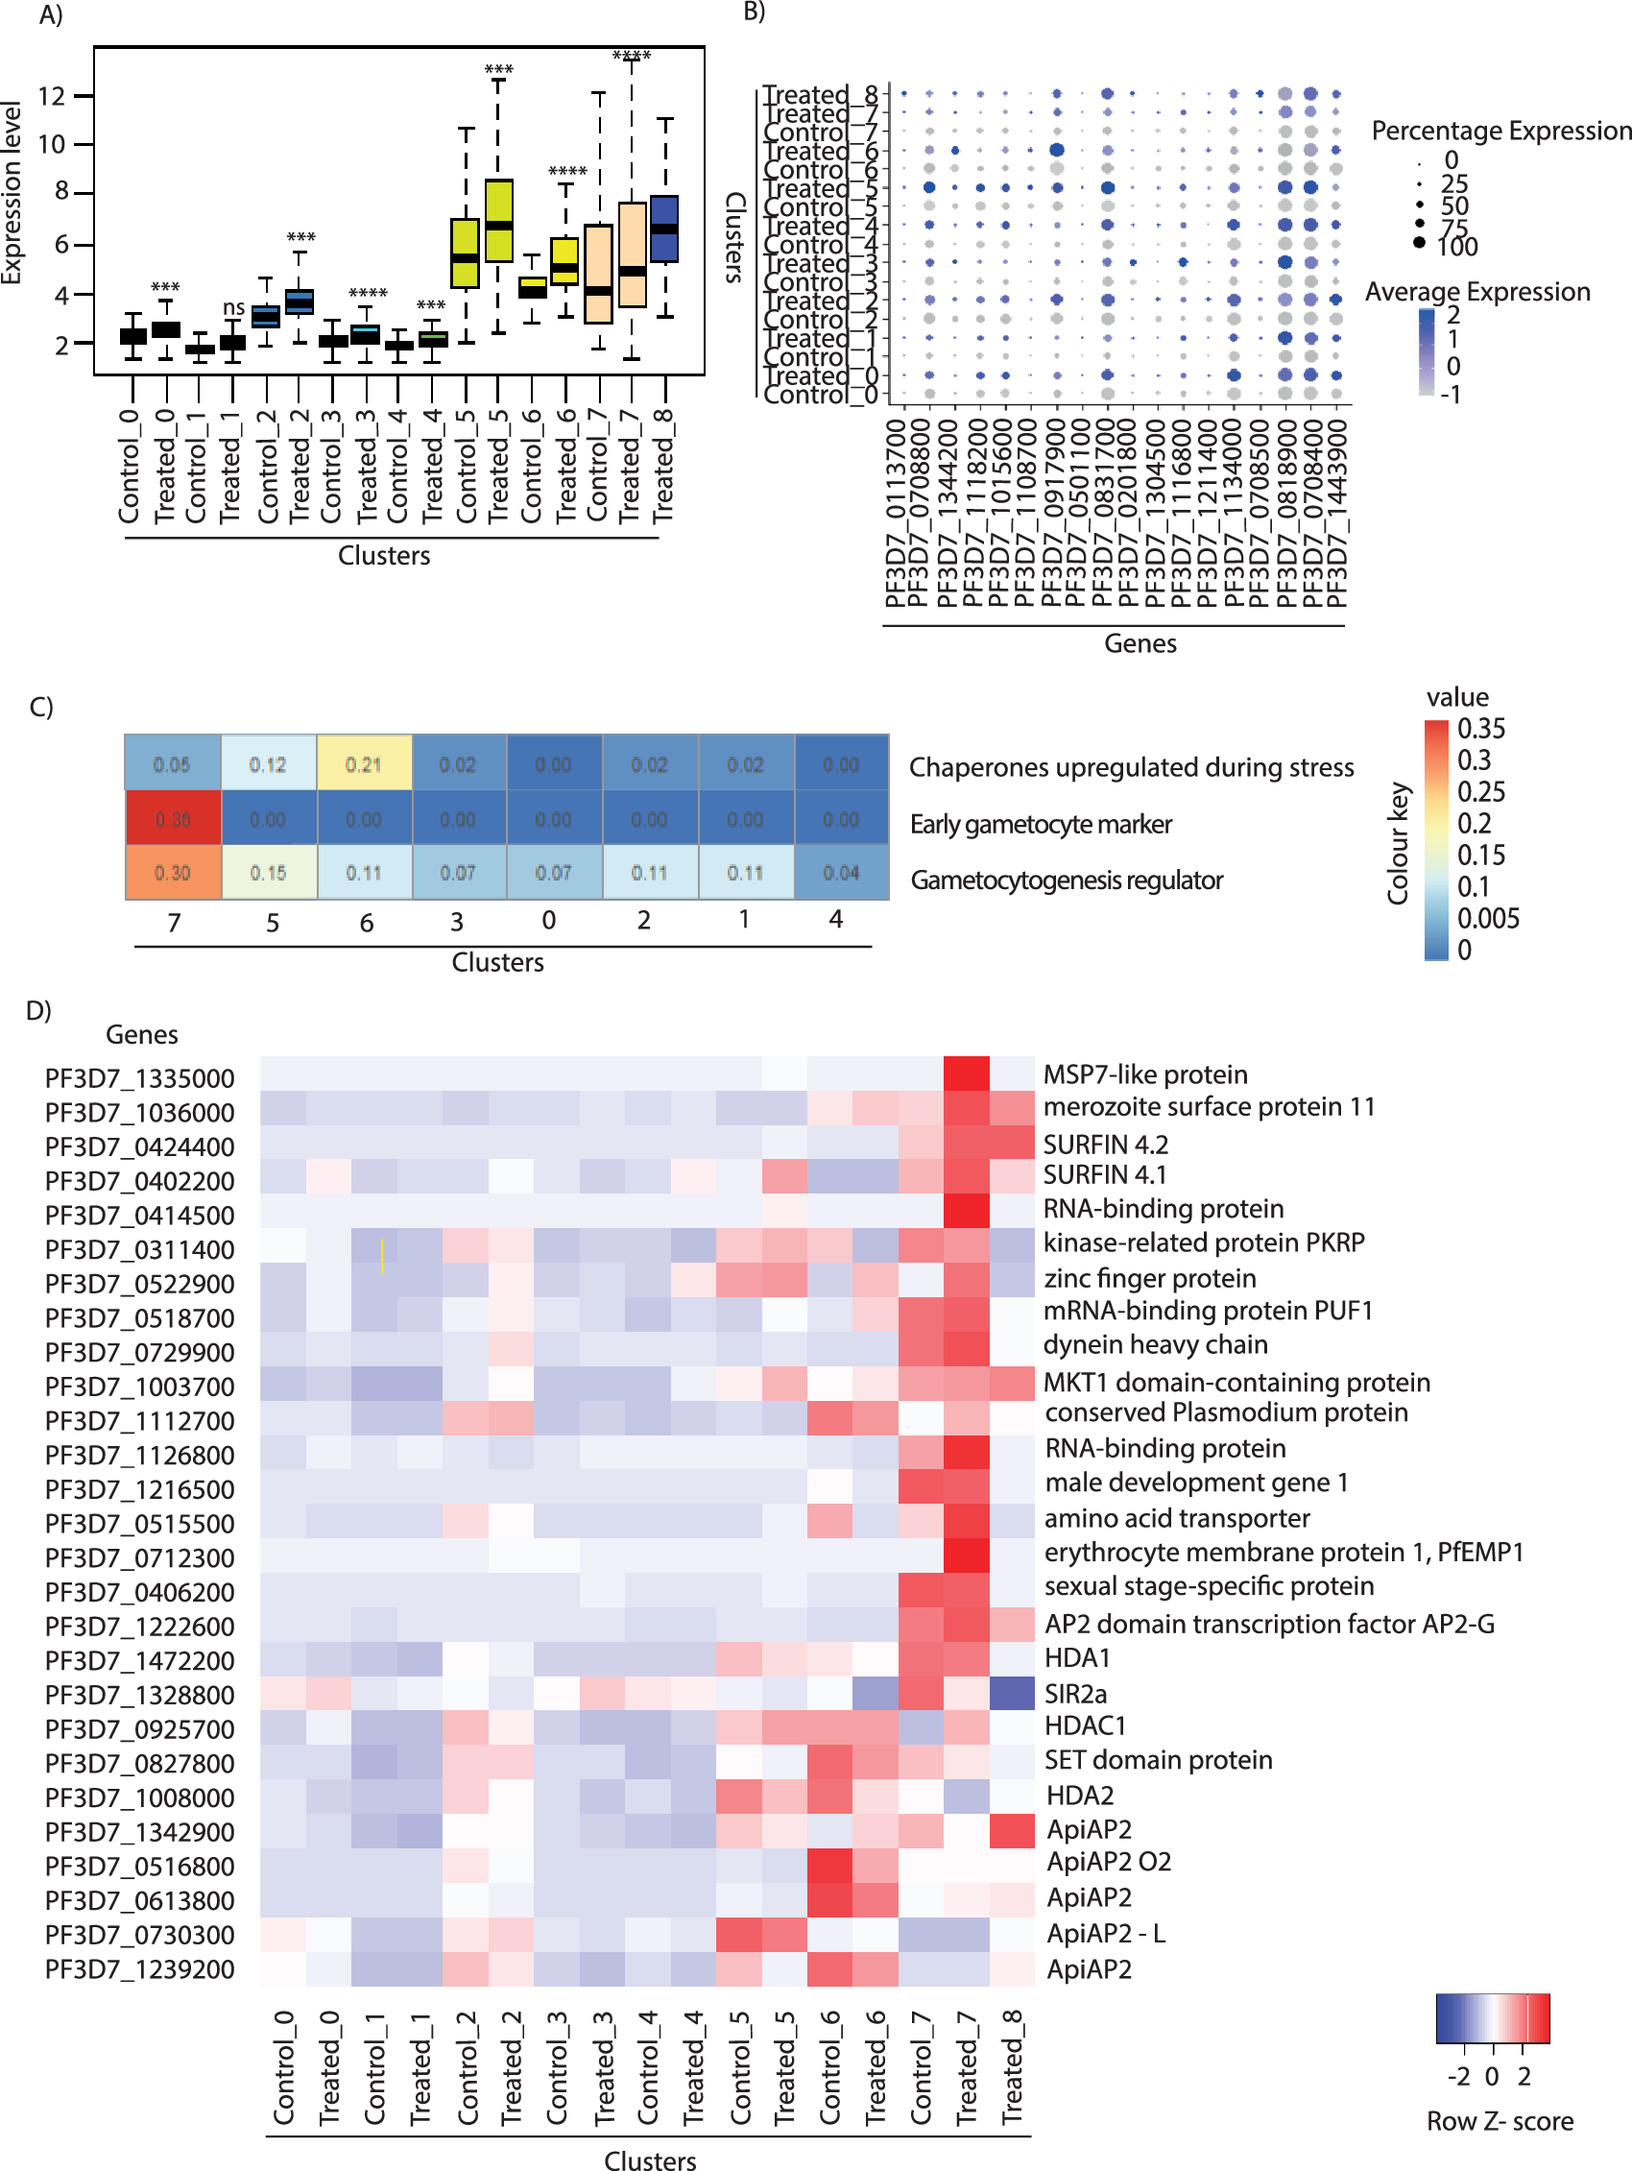 A)
Expression level
12
10
8
6
4
2
***
ns
***
****
***
***
****
****
Control_0
Treated_0
Control_1
Treated_1
Control_2
Treated_2
Control_3
Treated_3
Control_4
Treated_4
Control_5
Treated_5
Control_6
Treated_6
Control_7
Treated_7
Treated_8
Clusters
B)
Clusters
Treated_8
Treated_7
Control_7
Treated_6
Control_6
Treated_5
Control_5
Treated_4
Control_4
Treated_3
Control_3
Treated_2
Control_2
Treated_1
Control_1
Treated_0
Control_0
PF3D7_0113700
PF3D7_0708800
PF3D7_1344200
PF3D7_1118200
PF3D7_1015600
PF3D7_1108700
PF3D7_0917900
PF3D7_0501100
PF3D7_0831700
PF3D7_0201800
PF3D7_1304500
PF3D7_1116800
PF3D7_1211400
PF3D7_1134000
PF3D7_0708500
PF3D7_0818900
PF3D7_0708400
PF3D7_1443900
Genes
Percentage Expression
0
25
50
75
100
Average Expression
2
1
0
-1
C)
0.05 0.12 0.21 0.02 0.00 0.02 0.02 0.00 Chaperones upregulated during stress
0.36 0.00 0.00 0.00 0.00 0.00 0.00 0.00 Early gametocyte marker
0.30 0.15 0.11 0.07 0.07 0.11 0.11 0.04 Gametocytogenesis regulator
7 5 6 3 0 2 1 4
Clusters
value
Colour key
0.35
0.3
0.25
0.2
0.15
0.1
0.005
0
D)
Genes
PF3D7_1335000 MSP7-like protein
PF3D7_1036000 merozoite surface protein 11
PF3D7_0424400 SURFIN 4.2
PF3D7_0402200 SURFIN 4.1
PF3D7_0414500 RNA-binding protein
PF3D7_0311400 kinase-related protein PKRP
PF3D7_0522900 zinc finger protein
PF3D7_0518700 mRNA-binding protein PUF1
PF3D7_0729900 dynein heavy chain
PF3D7_1003700 MKT1 domain-containing protein
PF3D7_1112700 conserved Plasmodium protein
PF3D7_1126800 RNA-binding protein
PF3D7_1216500 male development gene 1
PF3D7_0515500 amino acid transporter
PF3D7_0712300 erythrocyte membrane protein 1, PfEMP1
PF3D7_0406200 sexual stage-specific protein
PF3D7_1222600 AP2 domain transcription factor AP2-G
PF3D7_1472200 HDA1
PF3D7_1328800 SIR2a
PF3D7_0925700 HDAC1
PF3D7_0827800 SET domain protein
PF3D7_1008000 HDA2
PF3D7_1342900 ApiAP2
PF3D7_0516800 ApiAP2 O2
PF3D7_0613800 ApiAP2
PF3D7_0730300 ApiAP2 - L
PF3D7_1239200 ApiAP2
Control_0
Treated_0
Control_1
Treated_1
Control_2
Treated_2
Control_3
Treated_3
Control_4
Treated_4
Control_5
Treated_5
Control_6
Treated_6
Control_7
Treated_7
Treated_8
Clusters
-2 0 2
Row Z- score